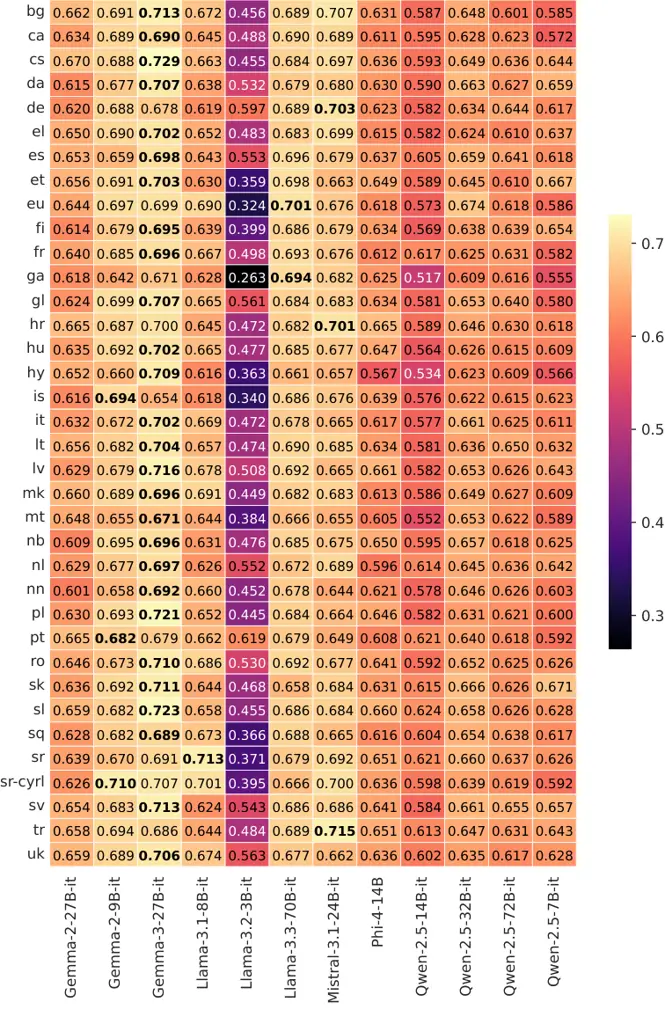 bg 0.662 0.691 0.713 0.672 0.456 0.689 0.707 0.631 0.587 0.648 0.601 0.585
ca 0.634 0.689 0.690 0.645 0.488 0.690 0.689 0.611 0.595 0.628 0.623 0.572
cs 0.670 0.688 0.729 0.663 0.455 0.684 0.697 0.636 0.593 0.649 0.636 0.644
da 0.615 0.677 0.707 0.638 0.532 0.679 0.680 0.630 0.590 0.663 0.627 0.659
de 0.620 0.688 0.678 0.619 0.597 0.689 0.703 0.623 0.582 0.634 0.644 0.617
el 0.650 0.690 0.702 0.652 0.483 0.683 0.699 0.615 0.582 0.624 0.610 0.637
es 0.653 0.659 0.698 0.643 0.553 0.696 0.679 0.637 0.605 0.659 0.641 0.618
et 0.656 0.691 0.703 0.630 0.359 0.698 0.663 0.649 0.589 0.645 0.610 0.667
eu 0.644 0.697 0.699 0.690 0.324 0.701 0.676 0.618 0.573 0.674 0.618 0.586
fi 0.614 0.679 0.695 0.639 0.399 0.686 0.679 0.634 0.569 0.638 0.639 0.654
fr 0.640 0.685 0.696 0.667 0.498 0.693 0.676 0.612 0.617 0.625 0.631 0.582
ga 0.618 0.642 0.671 0.628 0.263 0.694 0.682 0.625 0.517 0.609 0.616 0.555
gl 0.624 0.699 0.707 0.665 0.561 0.684 0.683 0.634 0.581 0.653 0.640 0.580
hr 0.665 0.687 0.700 0.645 0.472 0.682 0.701 0.665 0.589 0.646 0.630 0.618
hu 0.635 0.692 0.702 0.665 0.477 0.685 0.677 0.647 0.564 0.626 0.615 0.609
hy 0.652 0.660 0.709 0.616 0.363 0.661 0.657 0.567 0.534 0.623 0.609 0.566
is 0.616 0.694 0.654 0.618 0.340 0.686 0.676 0.639 0.576 0.622 0.615 0.623
it 0.632 0.672 0.702 0.669 0.472 0.678 0.665 0.617 0.577 0.661 0.625 0.611
lt 0.656 0.682 0.704 0.657 0.474 0.690 0.685 0.634 0.581 0.636 0.650 0.632
lv 0.629 0.679 0.716 0.678 0.508 0.692 0.665 0.661 0.582 0.653 0.626 0.643
mk 0.660 0.689 0.696 0.691 0.449 0.682 0.683 0.613 0.586 0.649 0.627 0.609
mt 0.648 0.655 0.671 0.644 0.384 0.666 0.655 0.605 0.552 0.653 0.622 0.589
nb 0.609 0.695 0.696 0.631 0.476 0.685 0.675 0.650 0.595 0.657 0.618 0.625
nl 0.629 0.677 0.697 0.626 0.552 0.672 0.689 0.596 0.614 0.645 0.636 0.642
nn 0.601 0.658 0.692 0.660 0.452 0.678 0.644 0.621 0.578 0.646 0.626 0.603
pl 0.630 0.693 0.721 0.652 0.445 0.684 0.664 0.646 0.582 0.631 0.621 0.600
pt 0.665 0.682 0.679 0.662 0.619 0.679 0.649 0.608 0.621 0.640 0.618 0.592
ro 0.646 0.673 0.710 0.686 0.530 0.692 0.677 0.641 0.592 0.652 0.625 0.626
sk 0.636 0.692 0.711 0.644 0.468 0.658 0.684 0.631 0.615 0.666 0.626 0.671
sl 0.659 0.682 0.723 0.658 0.455 0.686 0.684 0.660 0.624 0.658 0.626 0.628
sq 0.628 0.682 0.689 0.673 0.366 0.688 0.665 0.616 0.604 0.654 0.638 0.617
sr 0.639 0.670 0.691 0.713 0.371 0.679 0.692 0.651 0.621 0.660 0.637 0.626
sr-cyrl 0.626 0.710 0.707 0.701 0.395 0.666 0.700 0.636 0.598 0.639 0.619 0.592
sv 0.654 0.683 0.713 0.624 0.543 0.686 0.686 0.641 0.584 0.661 0.655 0.657
tr 0.658 0.694 0.686 0.644 0.484 0.689 0.715 0.651 0.613 0.647 0.631 0.643
uk 0.659 0.689 0.706 0.674 0.563 0.677 0.662 0.636 0.602 0.635 0.617 0.628
Gemma-2-27B-it
Gemma-2-9B-it
Gemma-3-27B-it
Llama-3.1-8B-it
Llama-3.2-3B-it
Llama-3.3-70B-it
Mistral-3.1-24B-it
Phi-4-14B
Qwen-2.5-14B-it
Qwen-2.5-32B-it
Qwen-2.5-72B-it
Qwen-2.5-7B-it
0.7
0.6
0.5
0.4
0.3